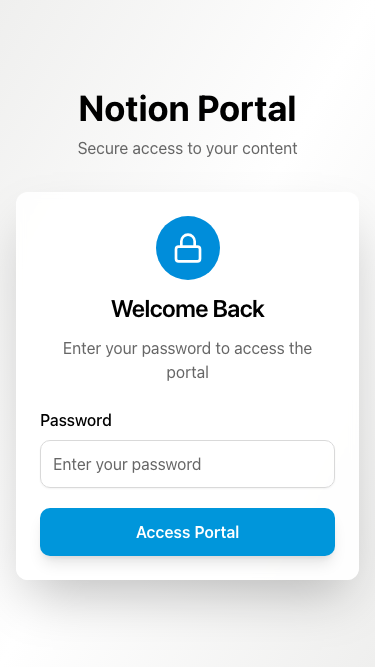 Notion Portal
Secure access to your content
Welcome Back
Enter your password to access the
portal
Password
Enter your password
Access Portal